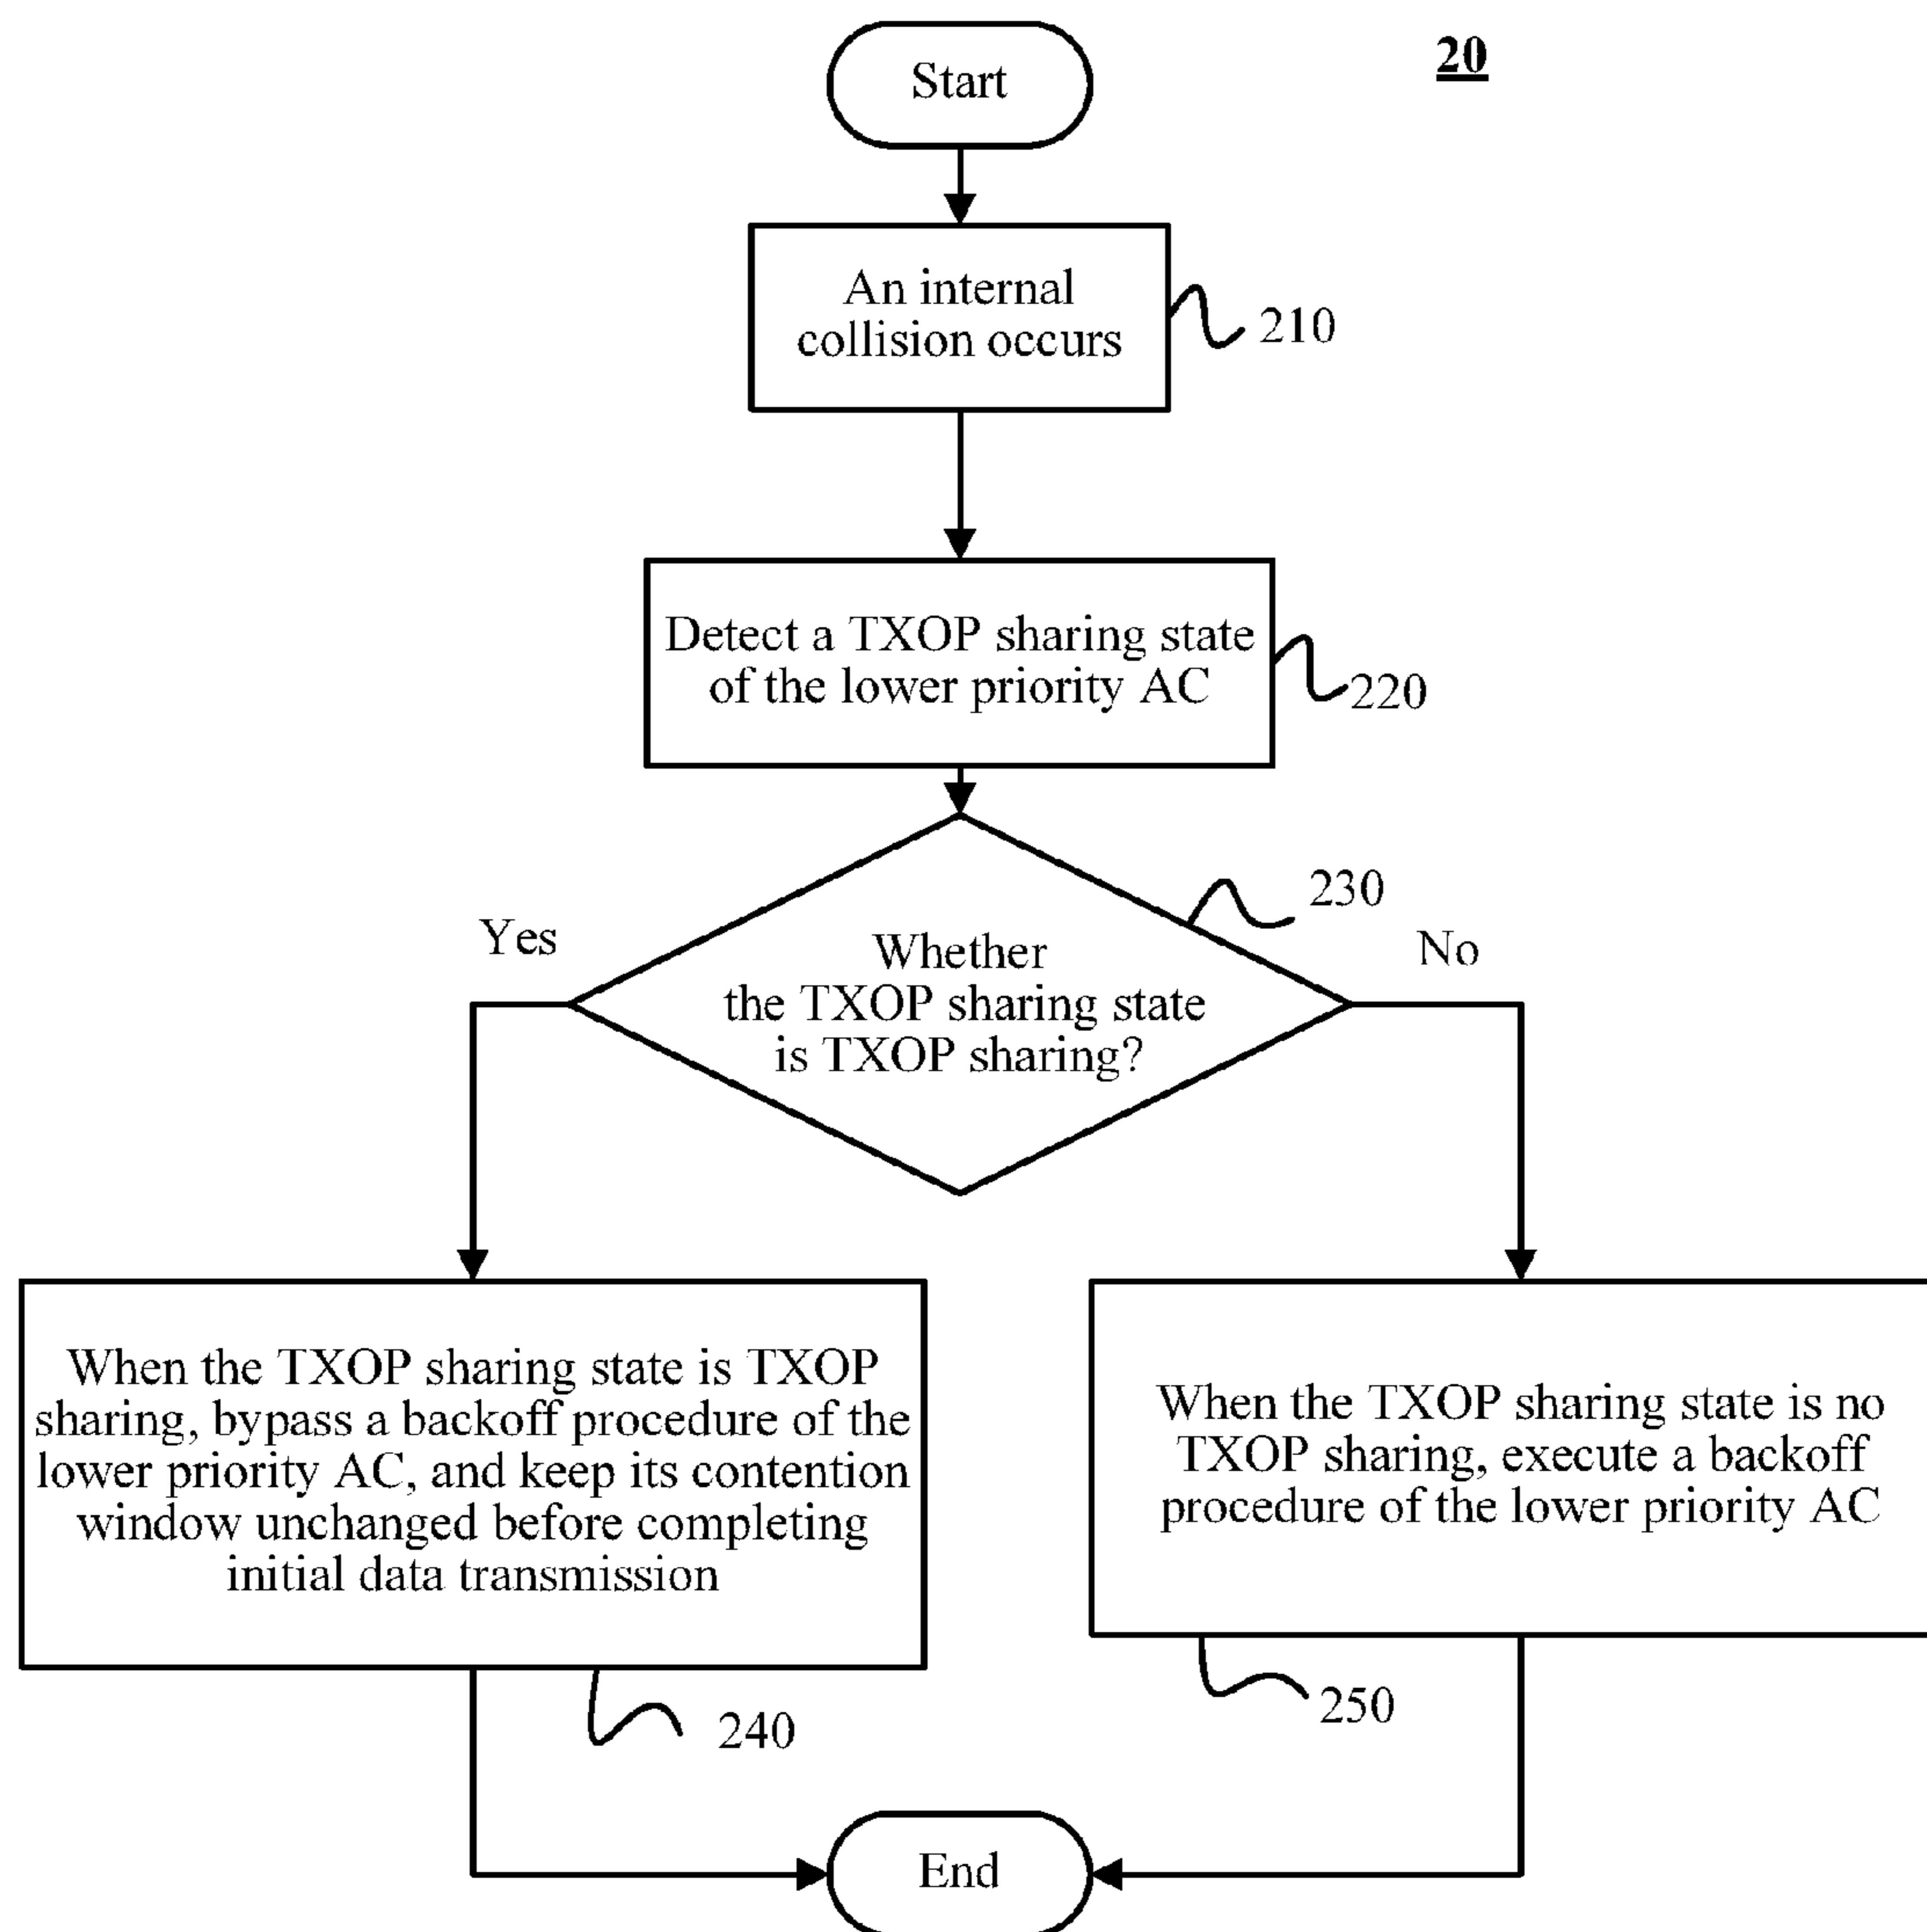 20
Start
An internal
collision occurs
210
Detect a TXOP sharing state
of the lower priority AC
220
230
Yes
No
Whether
the TXOP sharing state
is TXOP sharing?
When the TXOP sharing state is TXOP
sharing, bypass a backoff procedure of the
lower priority AC, and keep its contention
window unchanged before completing
initial data transmission
240
When the TXOP sharing state is no
TXOP sharing, execute a backoff
procedure of the lower priority AC
250
End